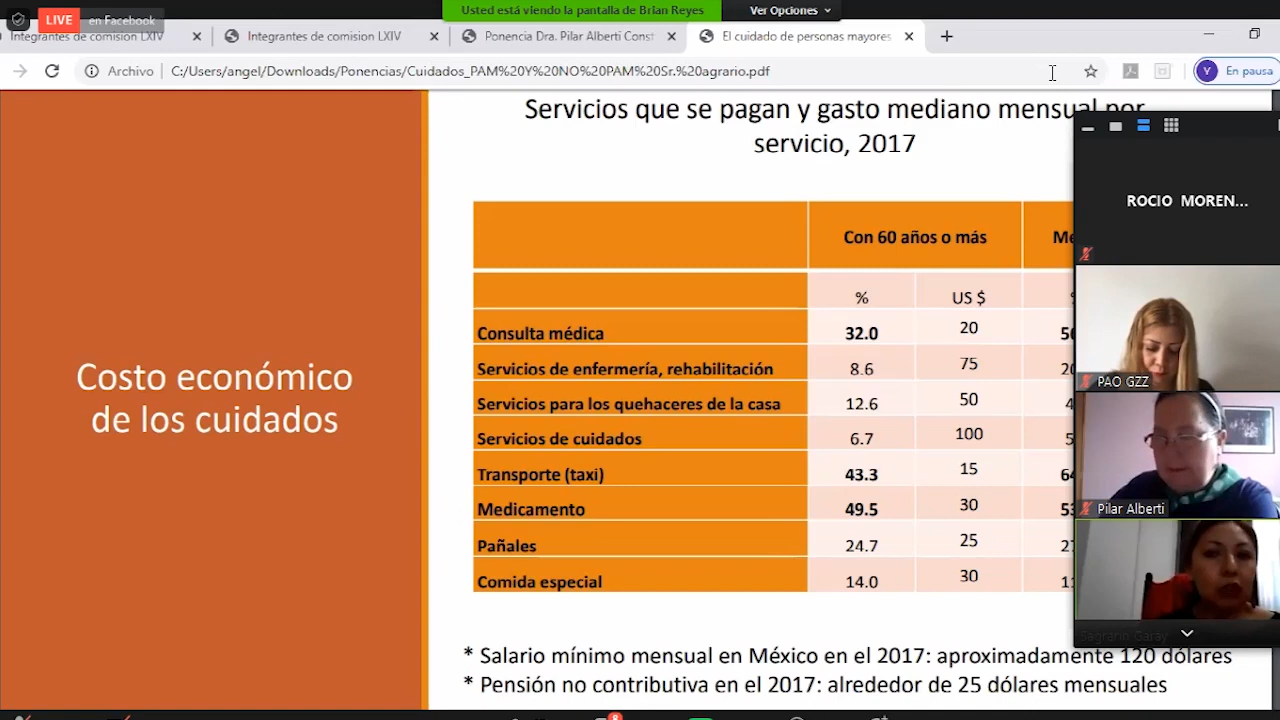 LIVE en Facebook
Usted está viendo la pantalla de Brian Reyes
Ver Opciones
Integrantes de comision LXIV
Integrantes de comision LXIV
Ponencia Dra. Pilar Alberti Const
El cuidado de personas mayores
Archivo
C:/Users/angel/Downloads/Ponencias/Cuidados_PAM%20Y%20NO%20PAM%20Sr.%20agrario.pdf
Y En pausa
Servicios que se pagan y gasto mediano mensual por
servicio, 2017
Costo económico
de los cuidados
Con 60 años o más
% US $
Consulta médica 32.0 20
Servicios de enfermería, rehabilitación 8.6 75
Servicios para los quehaceres de la casa 12.6 50
Servicios de cuidados 6.7 100
Transporte (taxi) 43.3 15
Medicamento 49.5 30
Pañales 24.7 25
Comida especial 14.0 30
* Salario mínimo mensual en México en el 2017: aproximadamente 120 dólares
* Pensión no contributiva en el 2017: alrededor de 25 dólares mensuales
ROCIO MOREN...
PAO GZZ
Pilar Alberti
Sagrario Garay
8